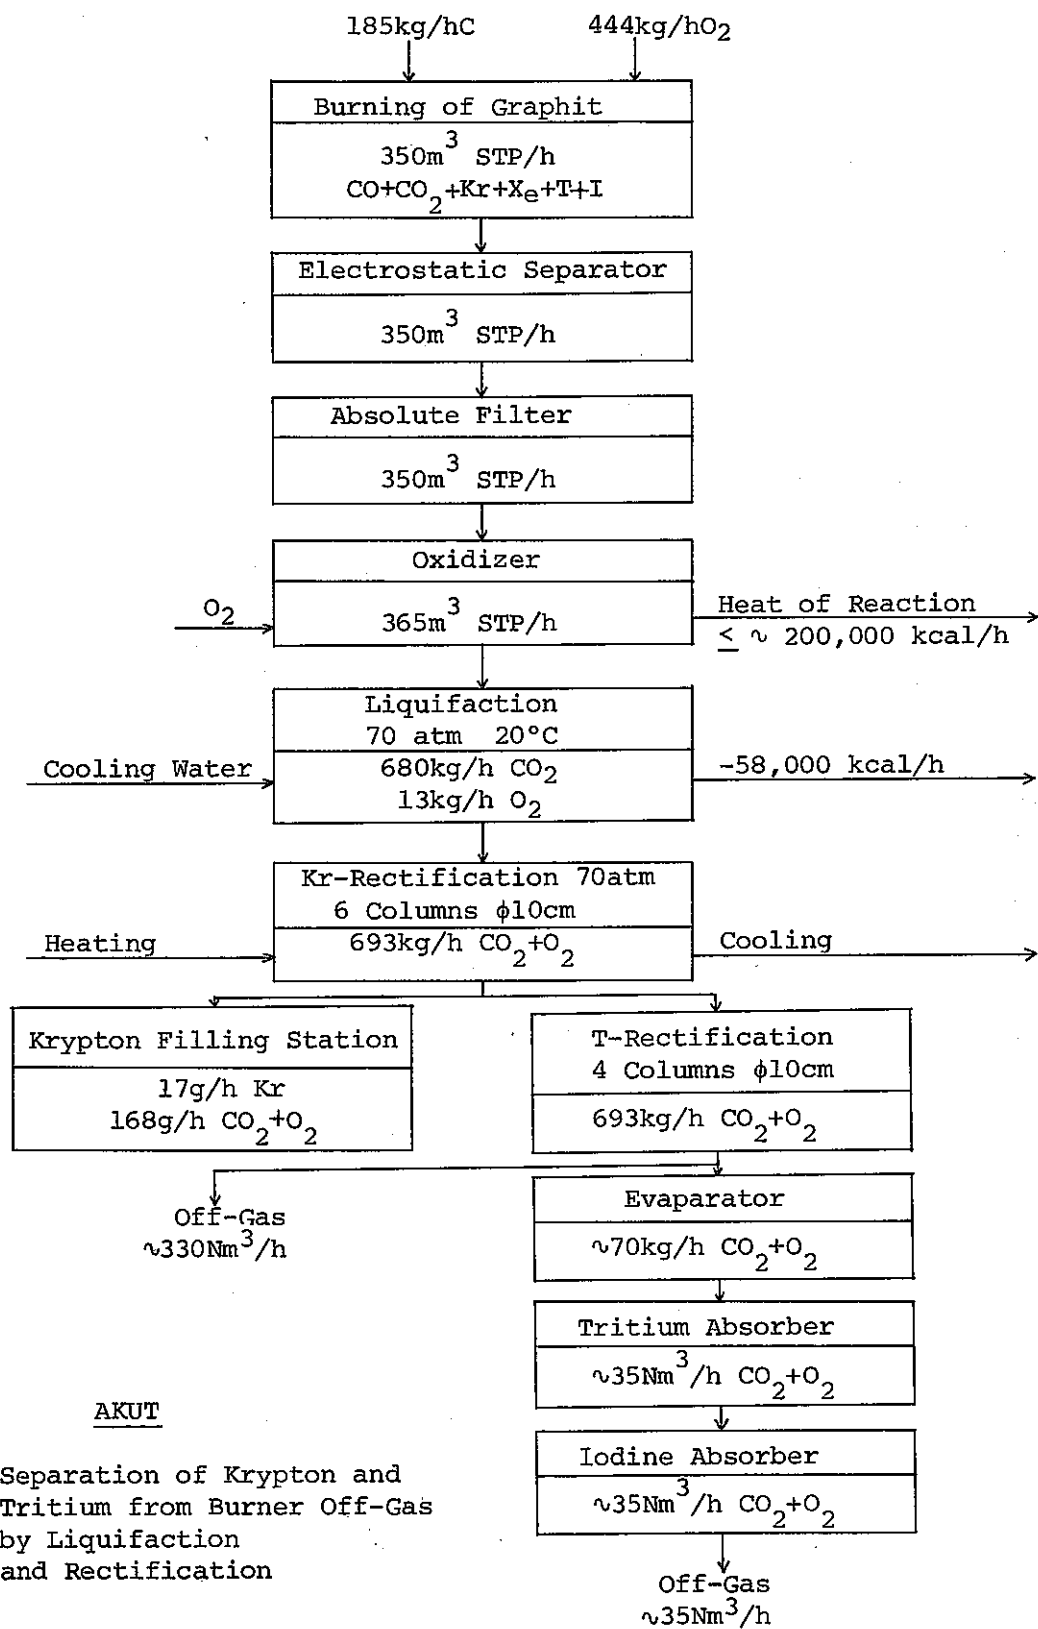 185kg/hC 444kg/hO2
Burning of Graphit
350m3 STP/h
CO+CO2+Kr+Xe+T+I
Electrostatic Separator
350m3 STP/h
Absolute Filter
350m3 STP/h
Oxidizer
O2
365m3 STP/h
Heat of Reaction
≤ ~ 200,000 kcal/h
Liquifaction
70 atm 20°C
Cooling Water
680kg/h CO2
13kg/h O2
-58,000 kcal/h
Kr-Rectification 70atm
6 Columns ϕ10cm
Heating
693kg/h CO2+O2
Cooling
Krypton Filling Station
17g/h Kr
168g/h CO2+O2
T-Rectification
4 Columns ϕ10cm
693kg/h CO2+O2
Off-Gas
~330Nm3/h
Evaparator
~70kg/h CO2+O2
Tritium Absorber
~35Nm3/h CO2+O2
Iodine Absorber
~35Nm3/h CO2+O2
Off-Gas
~35Nm3/h
AKUT
Separation of Krypton and
Tritium from Burner Off-Gas
by Liquifaction
and Rectification